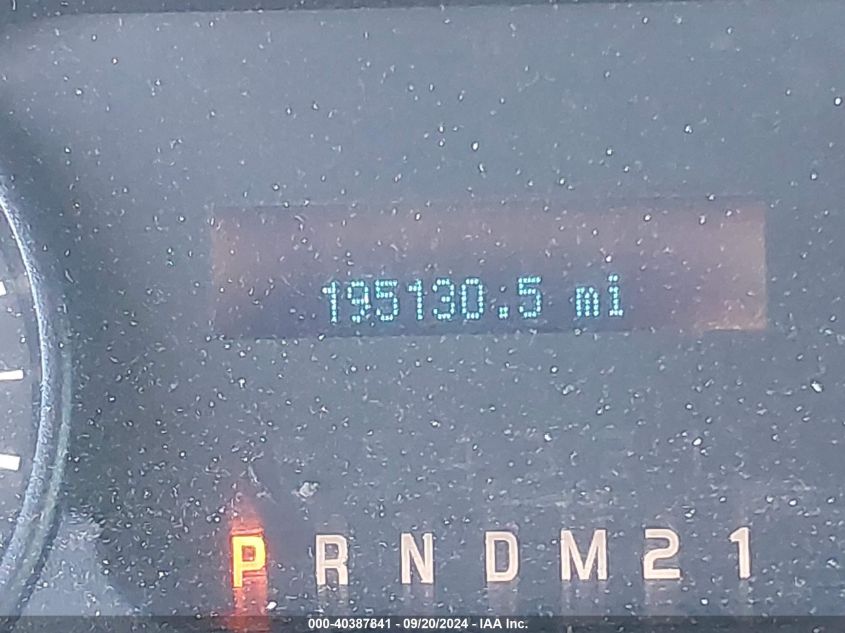 195130.5 mi
P R N D M 2 1
000-40387841 - 09/20/2024 - IAA Inc.